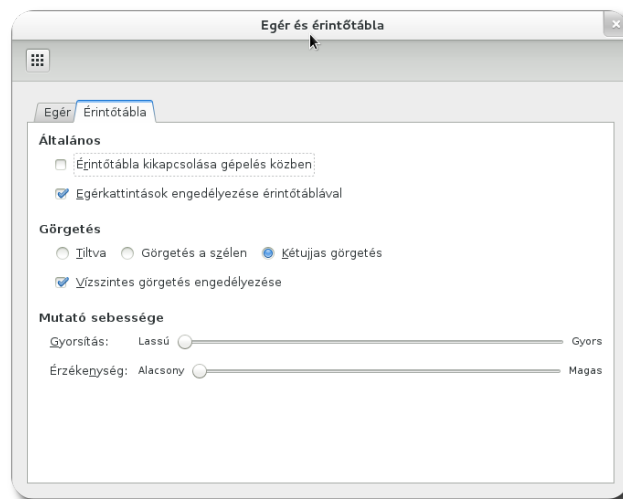 Egér és érintőtábla
Egér Érintőtábla
Általános
Érintőtábla kikapcsolása gépelés közben
Egérkattintások engedélyezése érintőtáblával
Görgetés
Tiltva Görgetés a szélen Kétujjas görgetés
Vízszintes görgetés engedélyezése
Mutató sebessége
Gyorsítás: Lassú Gyors
Érzékenység: Alacsony Magas